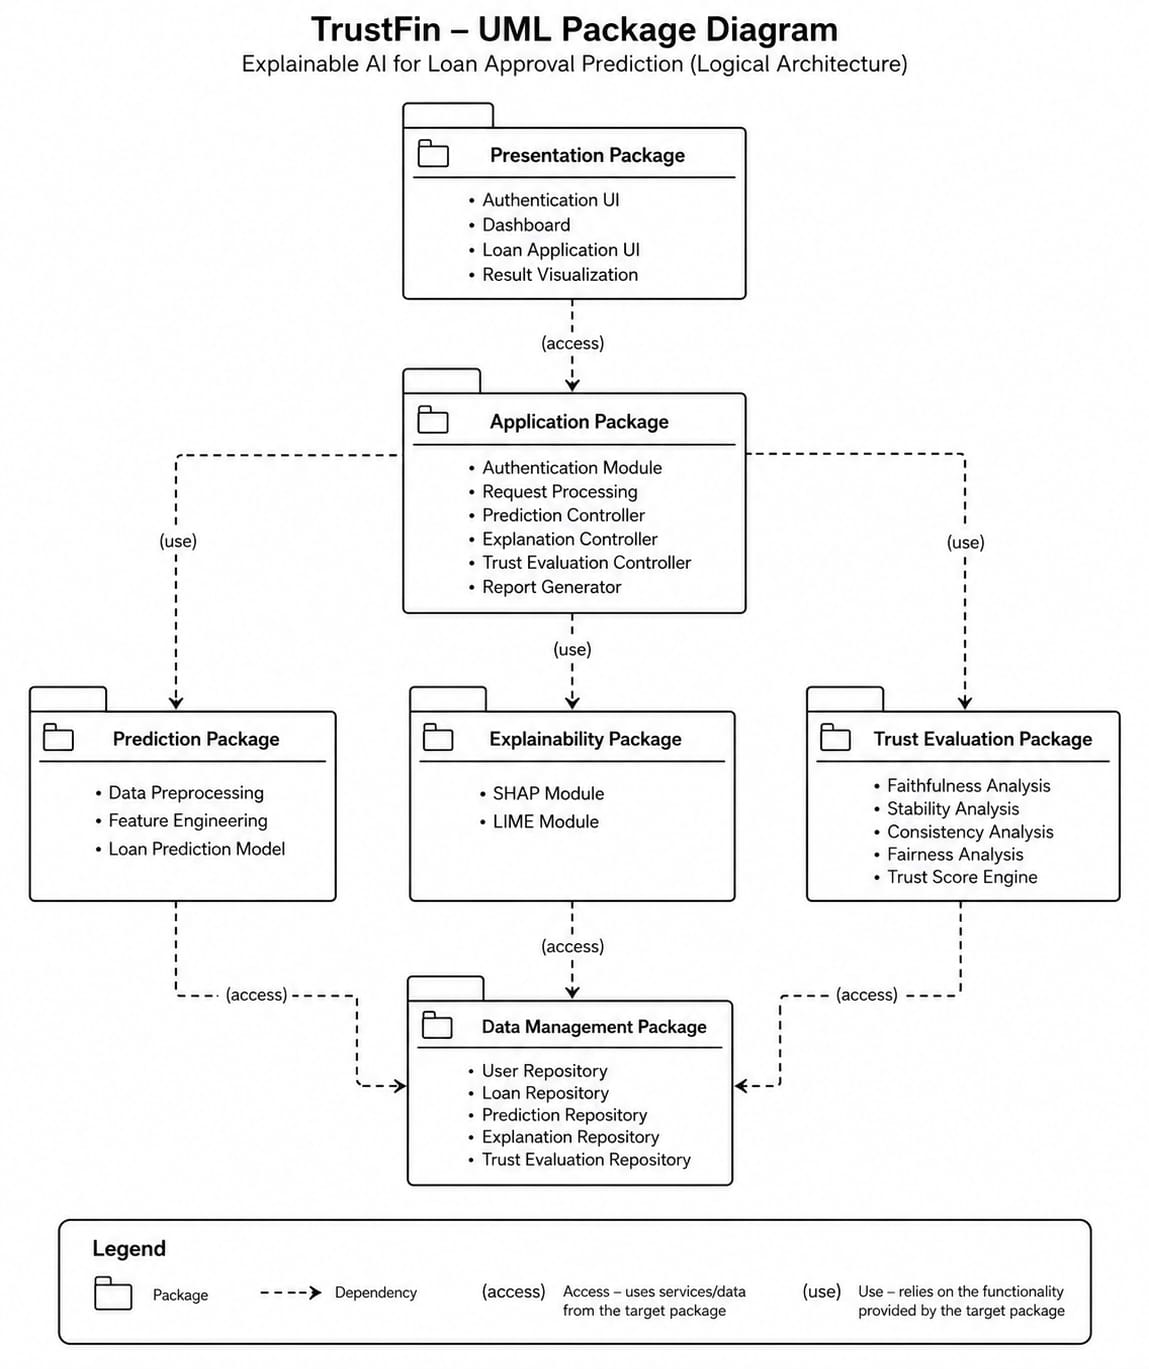 TrustFin – UML Package Diagram
Explainable AI for Loan Approval Prediction (Logical Architecture)
Presentation Package
• Authentication UI
• Dashboard
• Loan Application UI
• Result Visualization
(access)
Application Package
• Authentication Module
• Request Processing
• Prediction Controller
• Explanation Controller
• Trust Evaluation Controller
• Report Generator
(use)
(use)
(use)
Prediction Package
• Data Preprocessing
• Feature Engineering
• Loan Prediction Model
Explainability Package
• SHAP Module
• LIME Module
Trust Evaluation Package
• Faithfulness Analysis
• Stability Analysis
• Consistency Analysis
• Fairness Analysis
• Trust Score Engine
(access)
(access)
(access)
Data Management Package
• User Repository
• Loan Repository
• Prediction Repository
• Explanation Repository
• Trust Evaluation Repository
Legend
Package
Dependency
(access)
Access – uses services/data
from the target package
(use)
Use – relies on the functionality
provided by the target package